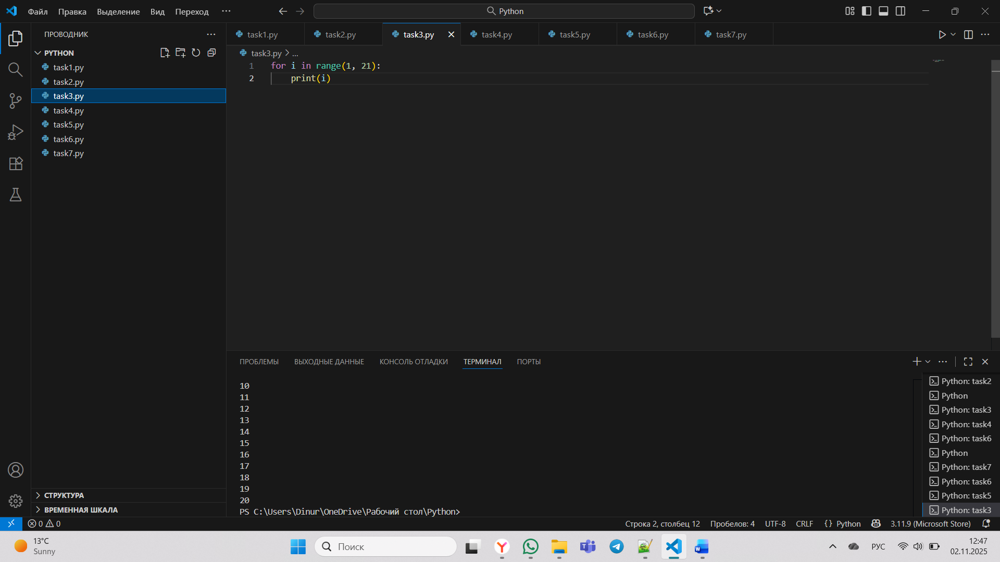 Файл Правка Выделение Вид Переход ··· Python
ПРОВОДНИК ···
PYTHON
task1.py
task2.py
task3.py
task4.py
task5.py
task6.py
task7.py
СТРУКТУРА
ВРЕМЕННАЯ ШКАЛА
task1.py task2.py task3.py task4.py task5.py task6.py task7.py
task3.py > ...
1 for i in range(1, 21):
2 print(i)
ПРОБЛЕМЫ ВЫХОДНЫЕ ДАННЫЕ КОНСОЛЬ ОТЛАДКИ ТЕРМИНАЛ ПОРТЫ
10
11
12
13
14
15
16
17
18
19
20
PS C:\Users\Dinur\OneDrive\Рабочий стол\Python>
Python: task2
Python
Python: task3
Python: task4
Python: task6
Python
Python: task7
Python: task6
Python: task5
Python: task3
0 0 Строка 2, столбец 12 Пробелов: 4 UTF-8 CRLF {} Python 3.11.9 (Microsoft Store)
13°C
Sunny
Поиск
РУС
12:47
02.11.2025